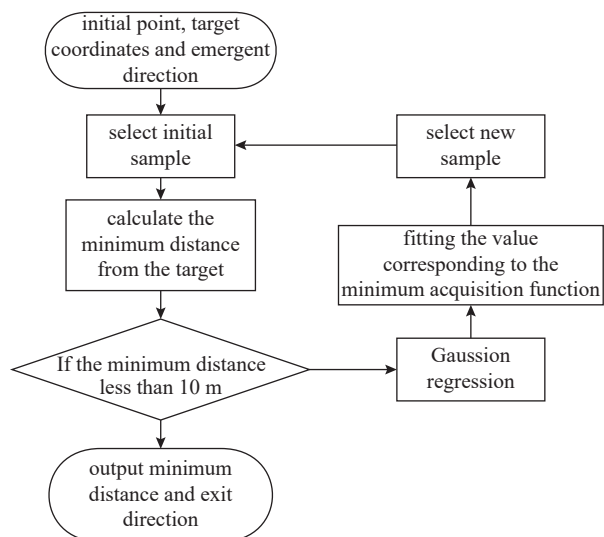 initial point, target
coordinates and emergent
direction
select initial
sample
select new
sample
calculate the
minimum distance
from the target
fitting the value
corresponding to the
minimum acquisition function
If the minimum distance
less than 10 m
Gaussion
regression
output minimum
distance and exit
direction